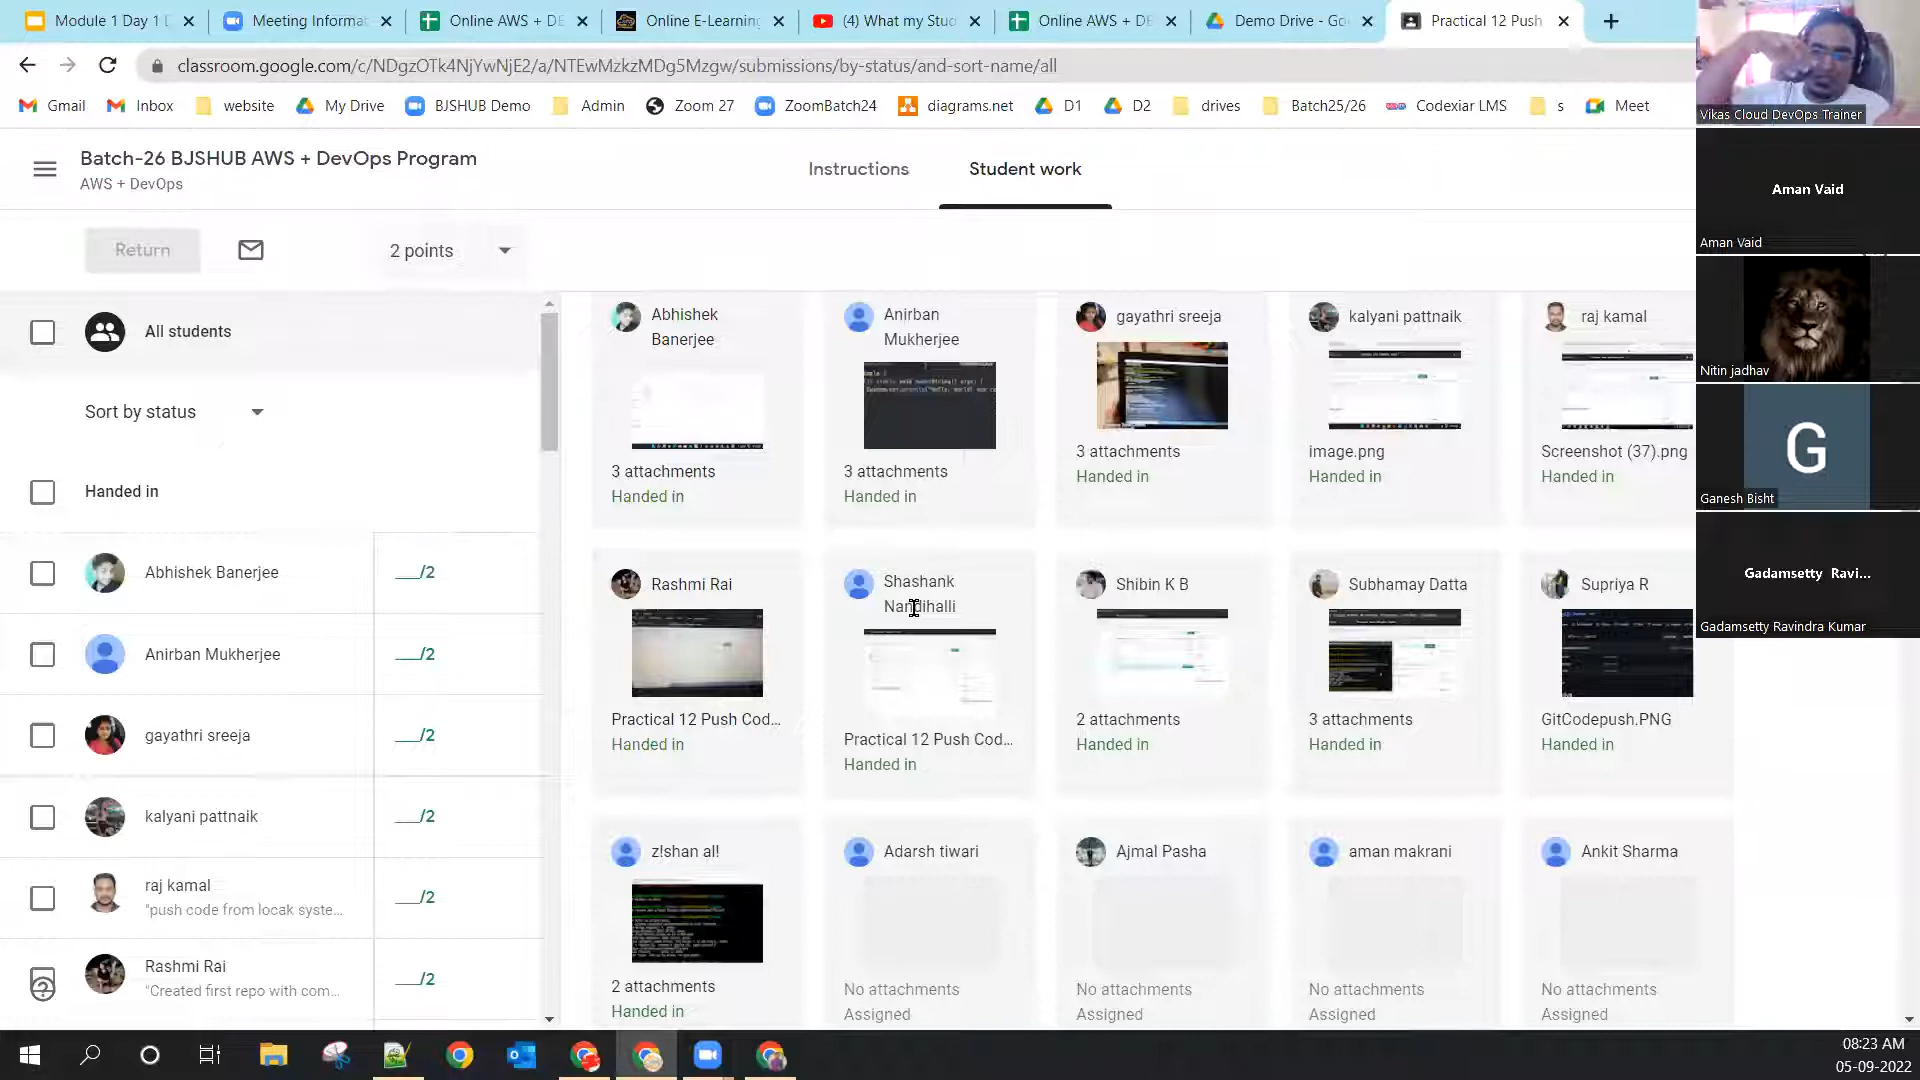 Module 1 Day 1
Meeting Informa
Online AWS + DE
Online E-Learning
(4) What my Stu
Online AWS + DE
Demo Drive - Go
Practical 12 Push
classroom.google.com/c/NDgzOTk4NjYwNjE2/a/NTEwMzkzMDg5Mzgw/submissions/by-status/and-sort-name/all
Gmail
Inbox
website
My Drive
BJSHUB Demo
Admin
Zoom 27
ZoomBatch24
diagrams.net
D1
D2
drives
Batch25/26
Codexiar LMS
s
Meet
Batch-26 BJSHUB AWS + DevOps Program
AWS + DevOps
Instructions
Student work
Return
2 points
All students
Sort by status
Handed in
Abhishek Banerjee
___/2
Anirban Mukherjee
___/2
gayathri sreeja
___/2
kalyani pattnaik
___/2
raj kamal
"push code from locak syste...
___/2
Rashmi Rai
"Created first repo with com...
___/2
Abhishek
Banerjee
3 attachments
Handed in
Anirban
Mukherjee
3 attachments
Handed in
gayathri sreeja
3 attachments
Handed in
kalyani pattnaik
image.png
Handed in
raj kamal
Screenshot (37).png
Handed in
Rashmi Rai
Practical 12 Push Cod...
Handed in
Shashank
Nandihalli
Practical 12 Push Cod...
Handed in
Shibin K B
2 attachments
Handed in
Subhamay Datta
3 attachments
Handed in
Supriya R
GitCodepush.PNG
Handed in
z!shan al!
2 attachments
Handed in
Adarsh tiwari
No attachments
Assigned
Ajmal Pasha
No attachments
Assigned
aman makrani
No attachments
Assigned
Ankit Sharma
No attachments
Assigned
Vikas Cloud DevOps Trainer
Aman Vaid
Aman Vaid
Nitin jadhav
G
Ganesh Bisht
Gadamsetty Ravi...
Gadamsetty Ravindra Kumar
08:23 AM
05-09-2022